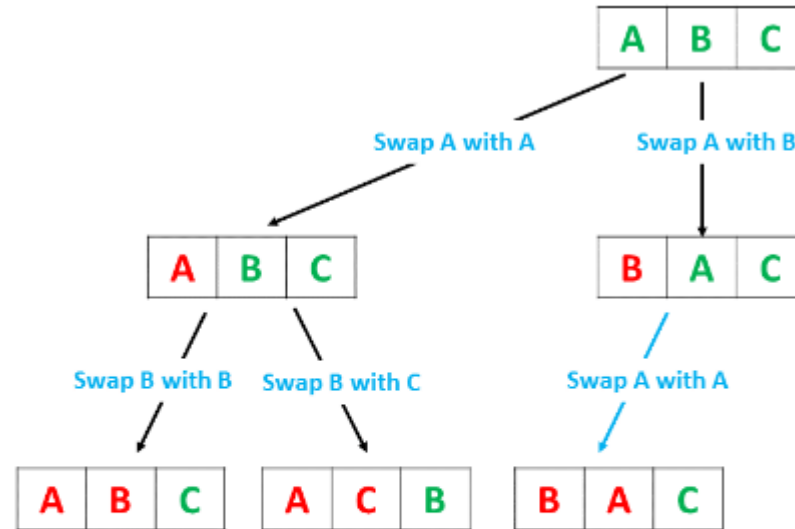 A B C
Swap A with A Swap A with B
A B C B A C
Swap B with B Swap B with C Swap A with A
A B C A C B B A C